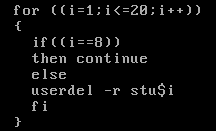 for ((i=1;i<=20;i++))
{
if((i==8))
then continue
else
userdel -r stu$i
fi
}